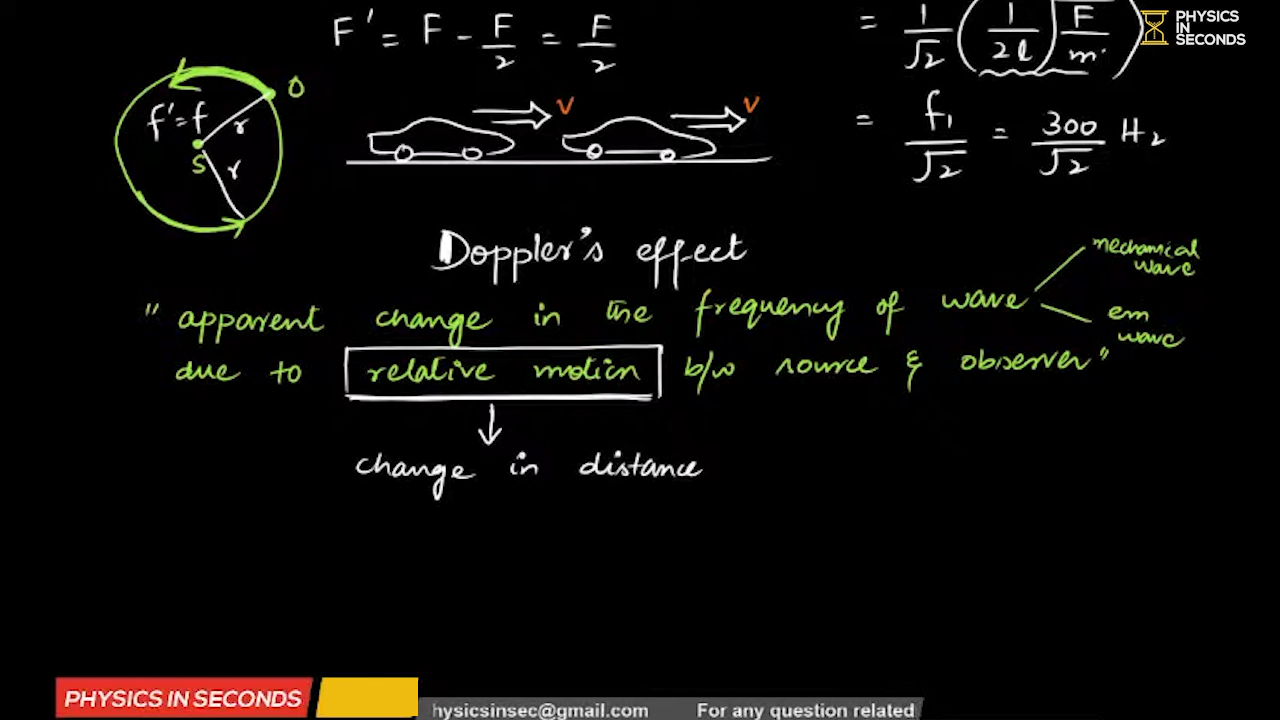 F' = F - F/2 = F/2
= 1/√2 (1/2l √F/m)
PHYSICS
IN
SECONDS
O
f' = f
r
S
r
V
V
= f₁/√2 = 300/√2 Hz
Doppler's effect
mechanical
wave
" apparent change in the frequency of wave
em
wave
due to relative motion b/w source & observer"
change in distance
PHYSICS IN SECONDS
hysicsinsec@gmail.com For any question related